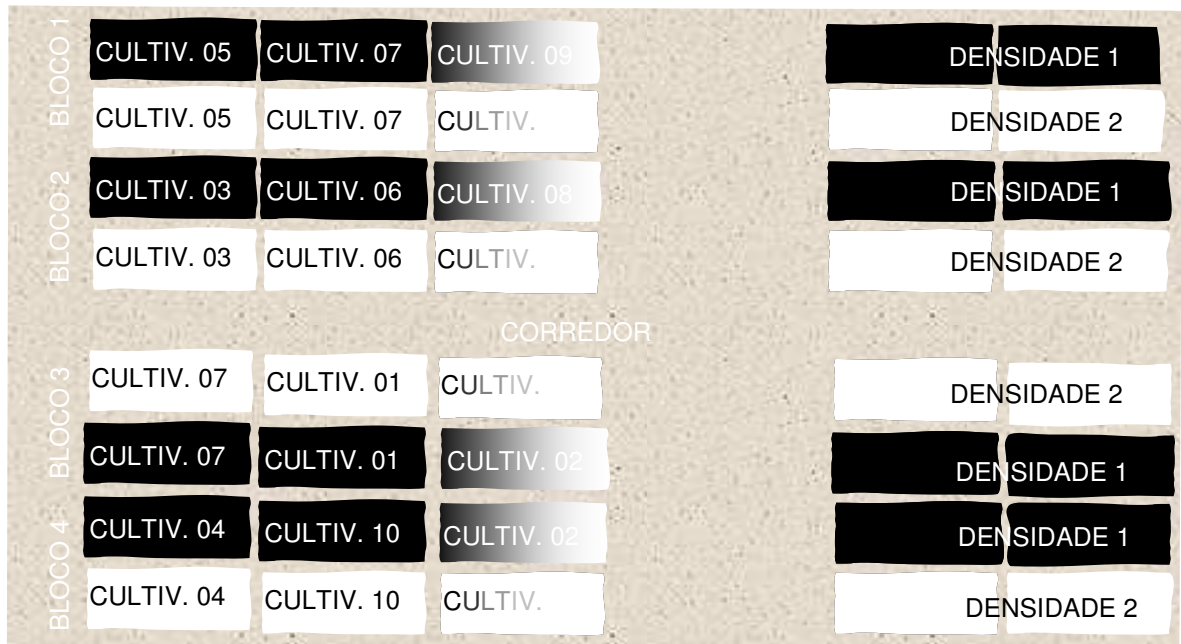 BLOCO 1
CULTIV. 05 CULTIV. 07 CULTIV. 09 DENSIDADE 1
CULTIV. 05 CULTIV. 07 CULTIV. DENSIDADE 2
BLOCO 2
CULTIV. 03 CULTIV. 06 CULTIV. 08 DENSIDADE 1
CULTIV. 03 CULTIV. 06 CULTIV. DENSIDADE 2
CORREDOR
BLOCO 3
CULTIV. 07 CULTIV. 01 CULTIV. DENSIDADE 2
CULTIV. 07 CULTIV. 01 CULTIV. 02 DENSIDADE 1
BLOCO 4
CULTIV. 04 CULTIV. 10 CULTIV. 02 DENSIDADE 1
CULTIV. 04 CULTIV. 10 CULTIV. DENSIDADE 2